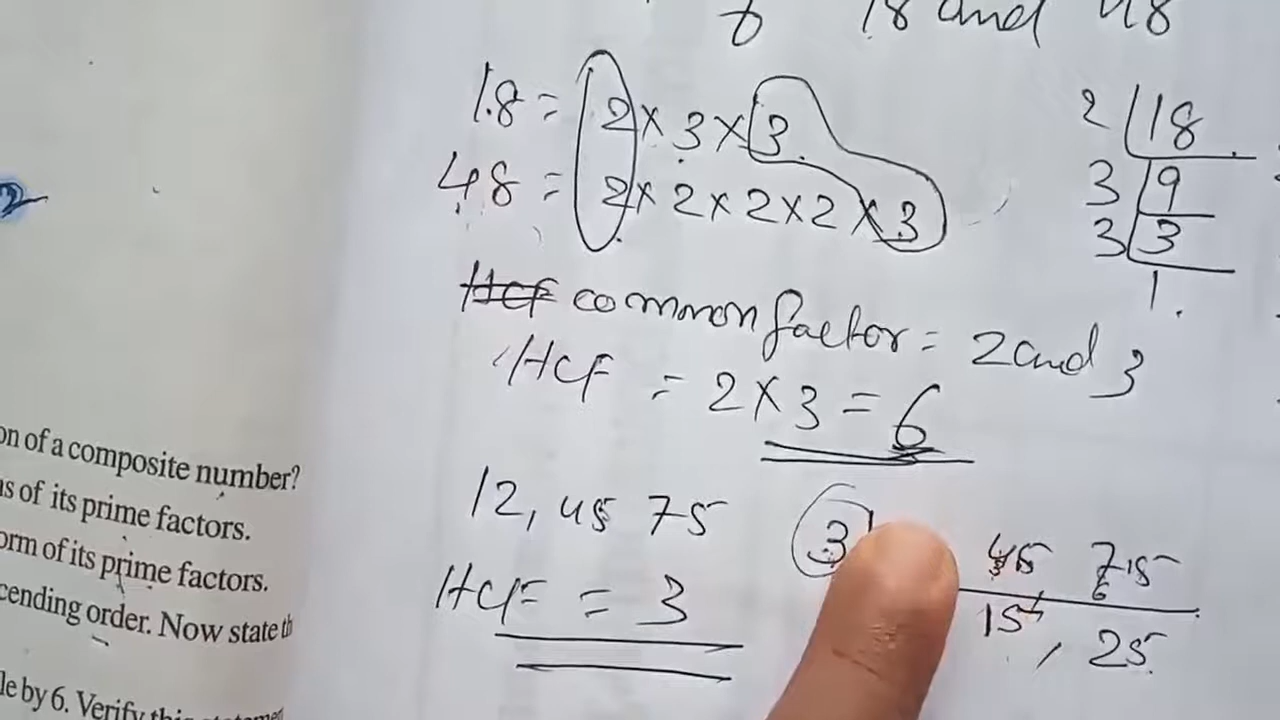 of 18 and 48
18 = 2 × 3 × 3
48 = 2 × 2 × 2 × 2 × 3
HCF common factor = 2 and 3
HCF = 2 × 3 = 6
2 18
3 9
3 3
1.
12, 45 75
HCF = 3
3 45 75
15, 25
on of a composite number?
s of its prime factors.
orm of its prime factors.
cending order. Now state th
le by 6. Verify this statemen